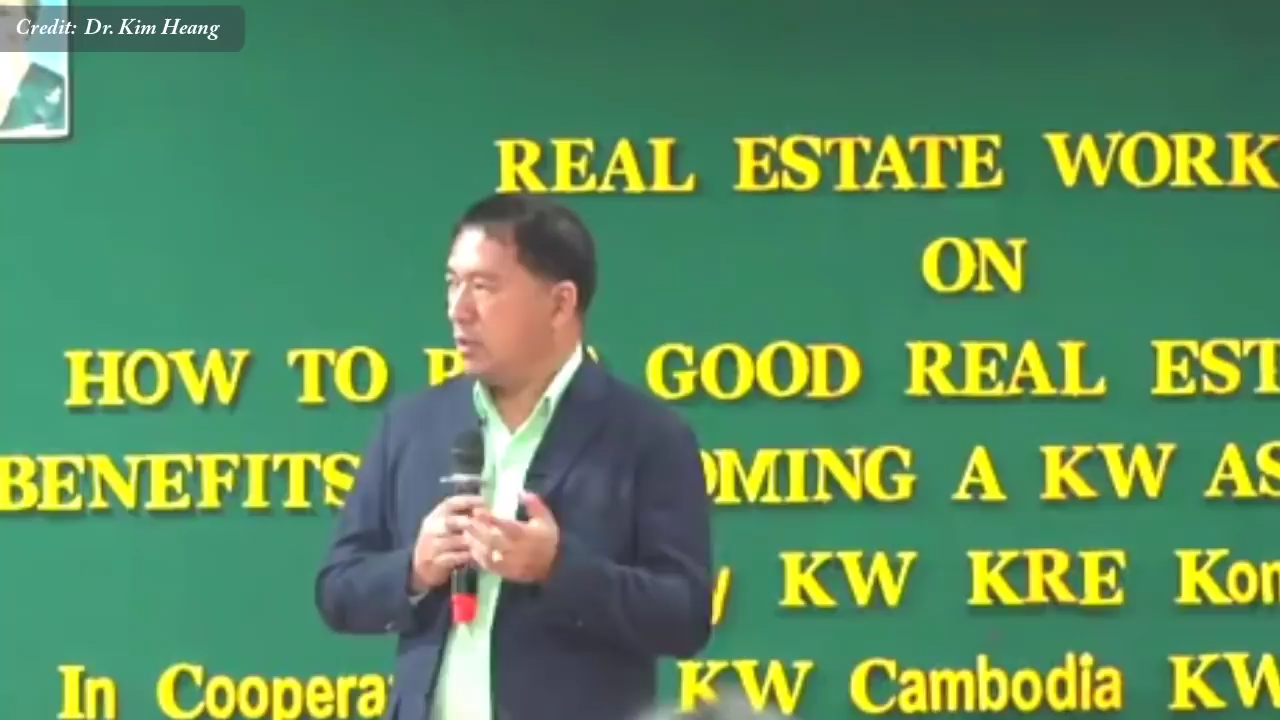 Credit: Dr. Kim Heang
REAL ESTATE WORK
ON
HOW TO GOOD REAL EST
BENEFITS OMING A KW AS
y KW KRE Kon
In Coopera KW Cambodia KW